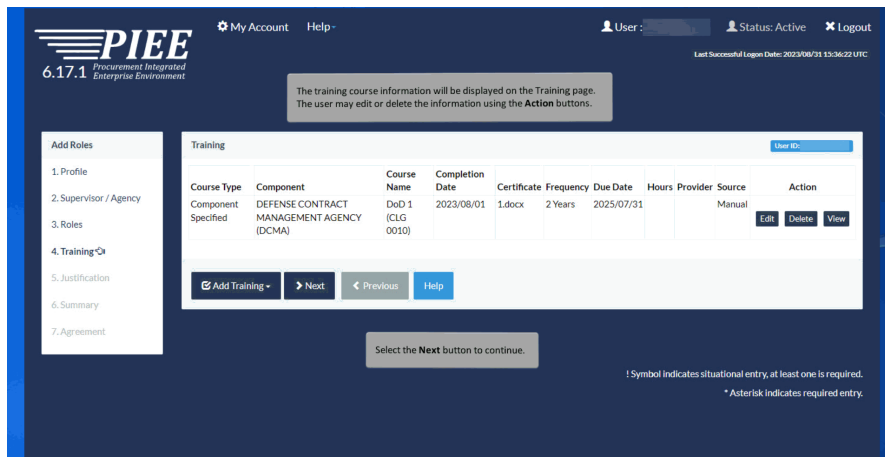 My Account Help
User :
Status: Active
Logout
PIEE
Procurement Integrated
6.17.1 Enterprise Environment
Last Successful Logon Date: 2023/08/31 15:36:22 UTC
The training course information will be displayed on the Training page.
The user may edit or delete the information using the Action buttons.
Add Roles
1. Profile
2. Supervisor / Agency
3. Roles
4. Training
5. Justification
6. Summary
7. Agreement
Training
User ID:
Course Type Component Course Name Completion Date Certificate Frequency Due Date Hours Provider Source Action
Component DEFENSE CONTRACT DoD 1 2023/08/01 1.docx 2 Years 2025/07/31 Manual
Specified MANAGEMENT AGENCY (CLG
(DCMA) 0010)
Edit Delete View
Add Training Next Previous Help
Select the Next button to continue.
! Symbol indicates situational entry, at least one is required.
* Asterisk indicates required entry.